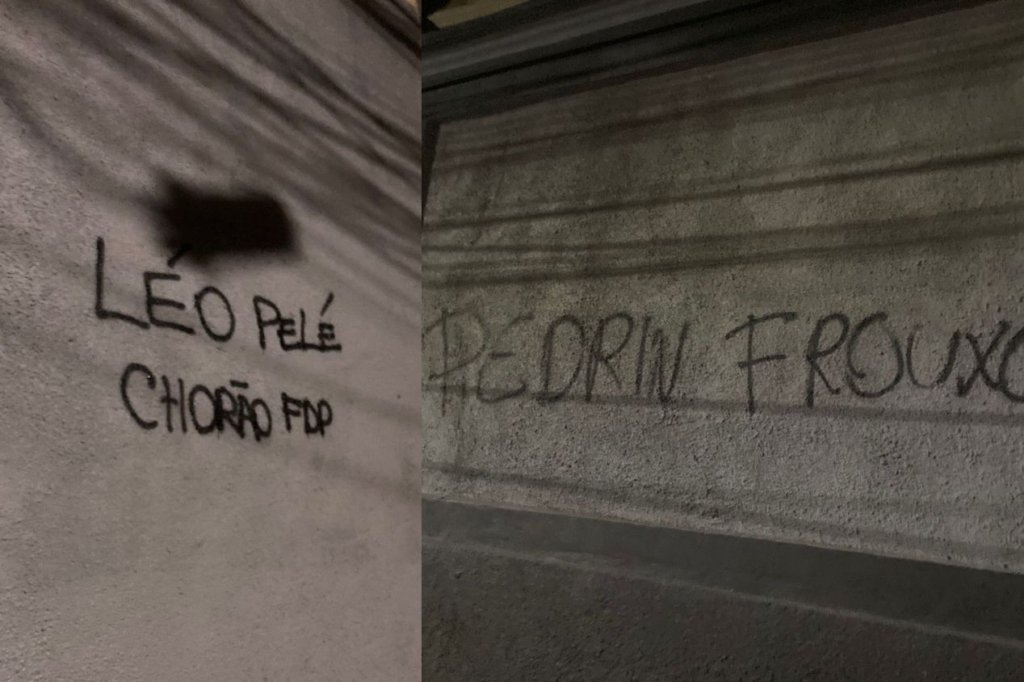 LÉO PELÉ
CHORÃO FDP
PEDRIN FROUXO